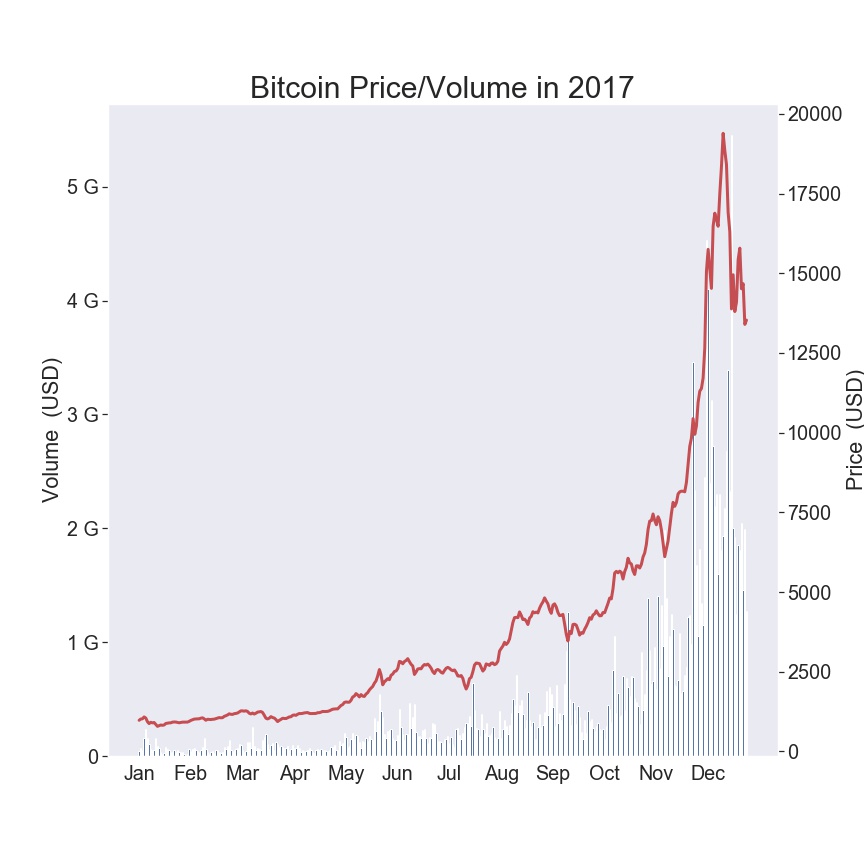 Bitcoin Price/Volume in 2017
Volume (USD)
5 G
4 G
3 G
2 G
1 G
0
20000
17500
15000
12500
10000
7500
5000
2500
0
Price (USD)
Jan Feb Mar Apr May Jun Jul Aug Sep Oct Nov Dec